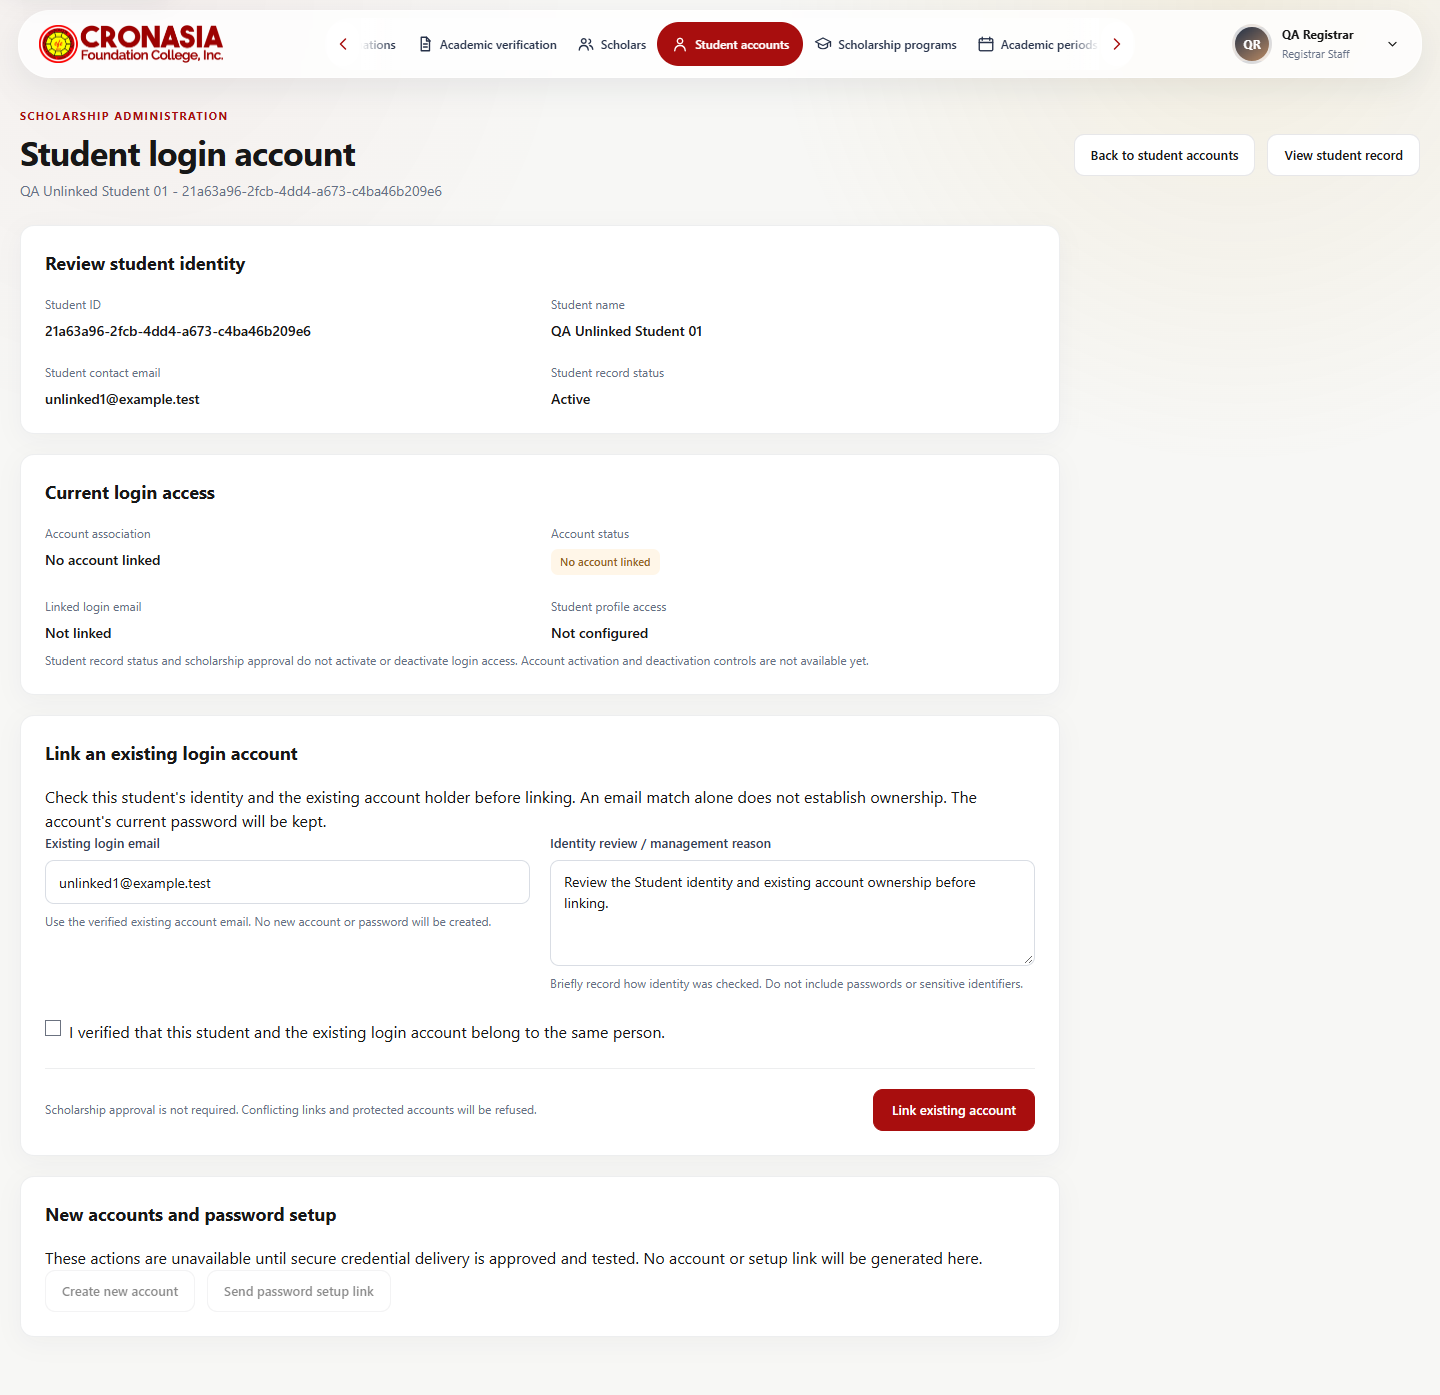 CRONASIA
Foundation College, Inc.
ations
Academic verification
Scholars
Student accounts
Scholarship programs
Academic periods
QR
QA Registrar
Registrar Staff
SCHOLARSHIP ADMINISTRATION
Student login account
QA Unlinked Student 01 - 21a63a96-2fcb-4dd4-a673-c4ba46b209e6
Back to student accounts
View student record
Review student identity
Student ID
21a63a96-2fcb-4dd4-a673-c4ba46b209e6
Student name
QA Unlinked Student 01
Student contact email
unlinked1@example.test
Student record status
Active
Current login access
Account association
No account linked
Account status
No account linked
Linked login email
Not linked
Student profile access
Not configured
Student record status and scholarship approval do not activate or deactivate login access. Account activation and deactivation controls are not available yet.
Link an existing login account
Check this student's identity and the existing account holder before linking. An email match alone does not establish ownership. The
account's current password will be kept.
Existing login email
unlinked1@example.test
Use the verified existing account email. No new account or password will be created.
Identity review / management reason
Review the Student identity and existing account ownership before
linking.
Briefly record how identity was checked. Do not include passwords or sensitive identifiers.
I verified that this student and the existing login account belong to the same person.
Scholarship approval is not required. Conflicting links and protected accounts will be refused.
Link existing account
New accounts and password setup
These actions are unavailable until secure credential delivery is approved and tested. No account or setup link will be generated here.
Create new account
Send password setup link